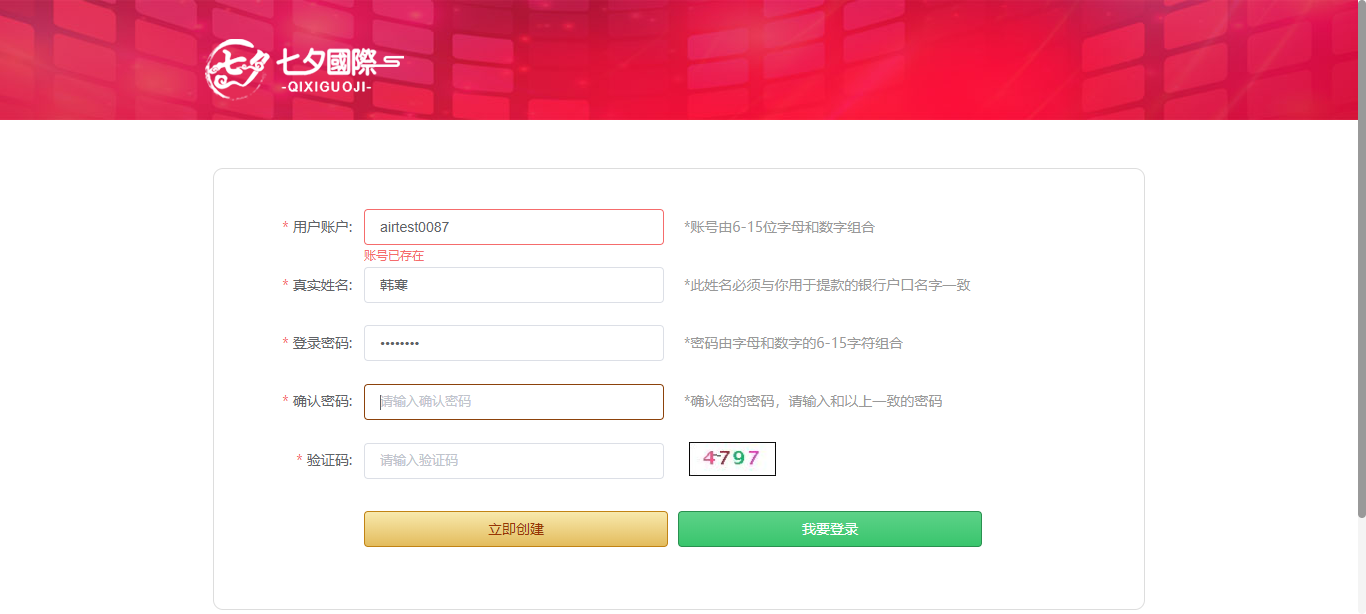 七夕 七夕國際
-QIXIGUOJI-
* 用户账户: airtest0087 *账号由6-15位字母和数字组合
账号已存在
* 真实姓名: 韩寒 *此姓名必须与你用于提款的银行户口名字一致
* 登录密码: •••••••• *密码由字母和数字的6-15字符组合
* 确认密码: 请输入确认密码 *确认您的密码，请输入和以上一致的密码
* 验证码: 请输入验证码 4797
立即创建 我要登录